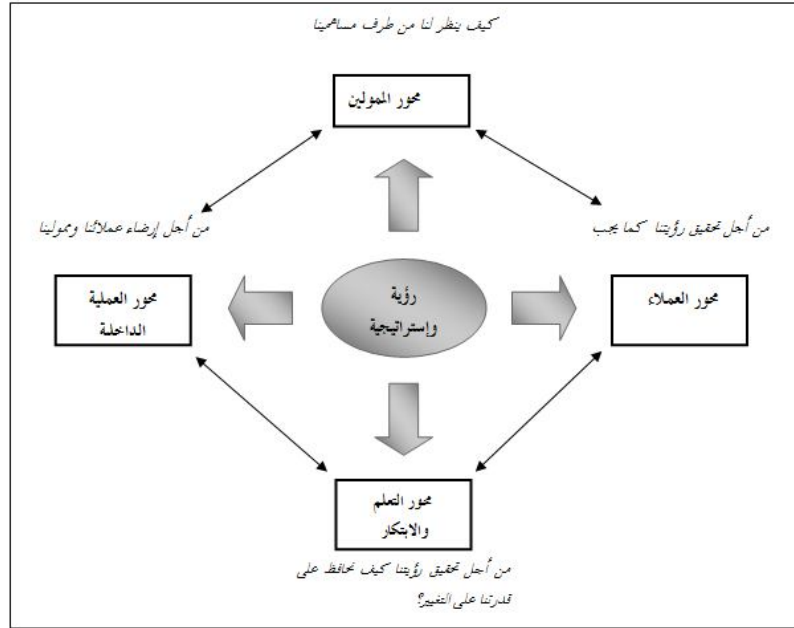 كيف ينظر لنا من طرف مساهمينا
محور الممولين
من أجل تحقيق رؤيتنا كما يجب
من أجل إرضاء عملائنا وممولينا
محور العملاء
رؤية
وإستراتيجية
محور العملية
الداخلة
محور التعلم
والابتكار
من أجل تحقيق رؤيتنا كيف نحافظ على
قدرتنا على التغيير؟